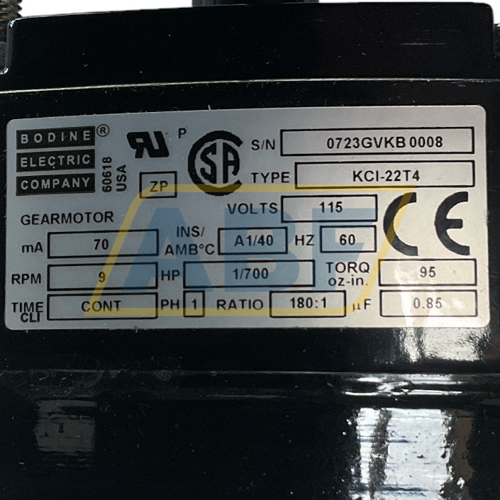 BODINE ® ELECTRIC COMPANY
60618 USA
P
S/N 0723GVKB 0008
ZP
TYPE KCI-22T4
GEARMOTOR
VOLTS 115
mA 70 INS/ AMB°C A1/40 HZ 60
RPM 9 HP 1/700 TORQ oz-in. 95
TIME CONT PH 1 RATIO 180:1 µF 0.85
CLI
ABF